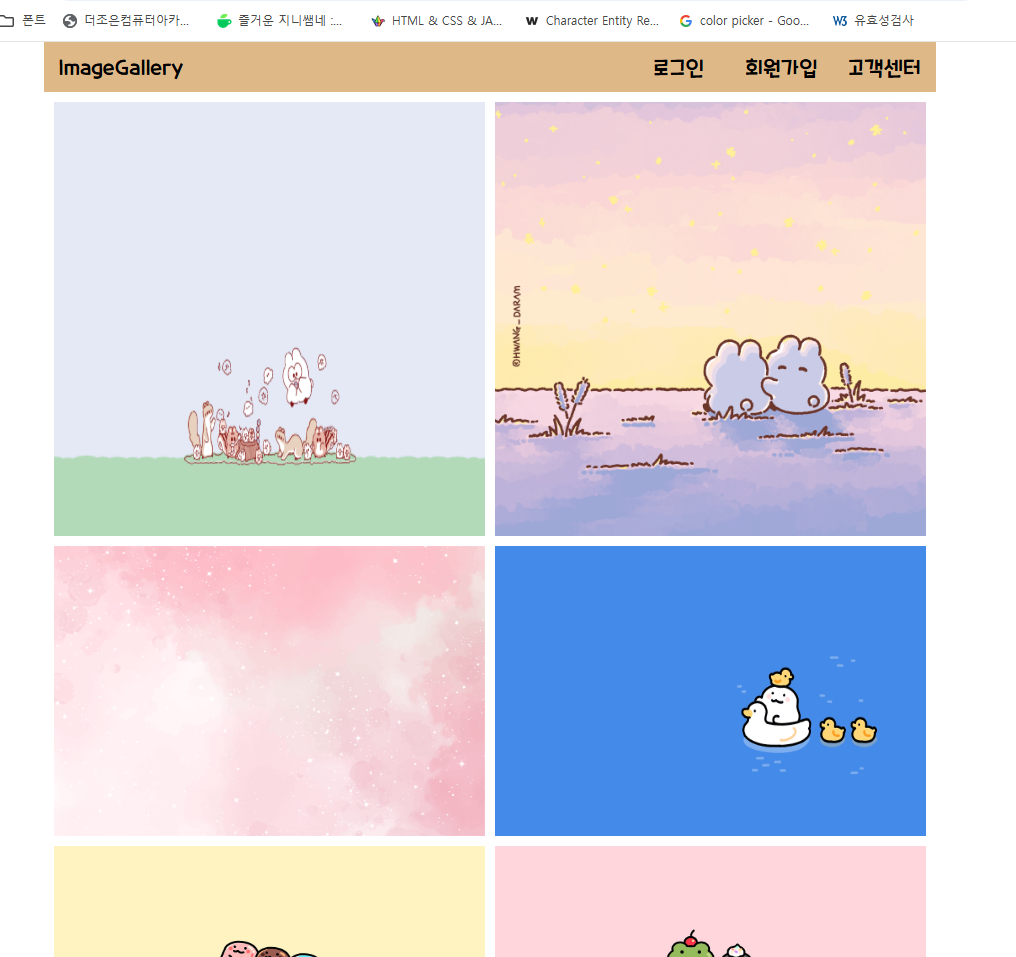 폰트 더조은컴퓨터아카... 즐거운 지니쌤네 :... HTML & CSS & JA... Character Entity Re... color picker - Goo... 유효성검사
ImageGallery 로그인 회원가입 고객센터
©HWANG_DARAM